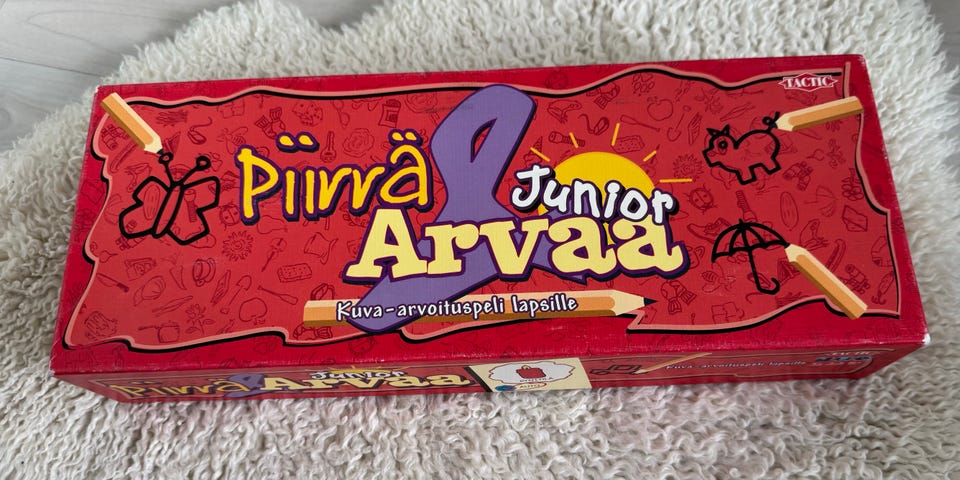 TACTIC
Piirrä & Arvaa
Junior
Kuva-arvoituspeli lapsille
Piirrä & Arvaa
Junior
Kuva-arvoituspeli lapsille